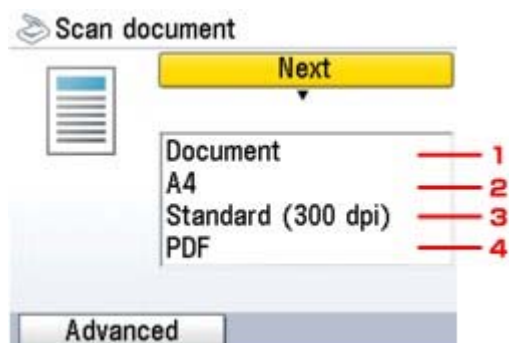 Scan document
Next
Document 1
A4 2
Standard (300 dpi) 3
PDF 4
Advanced